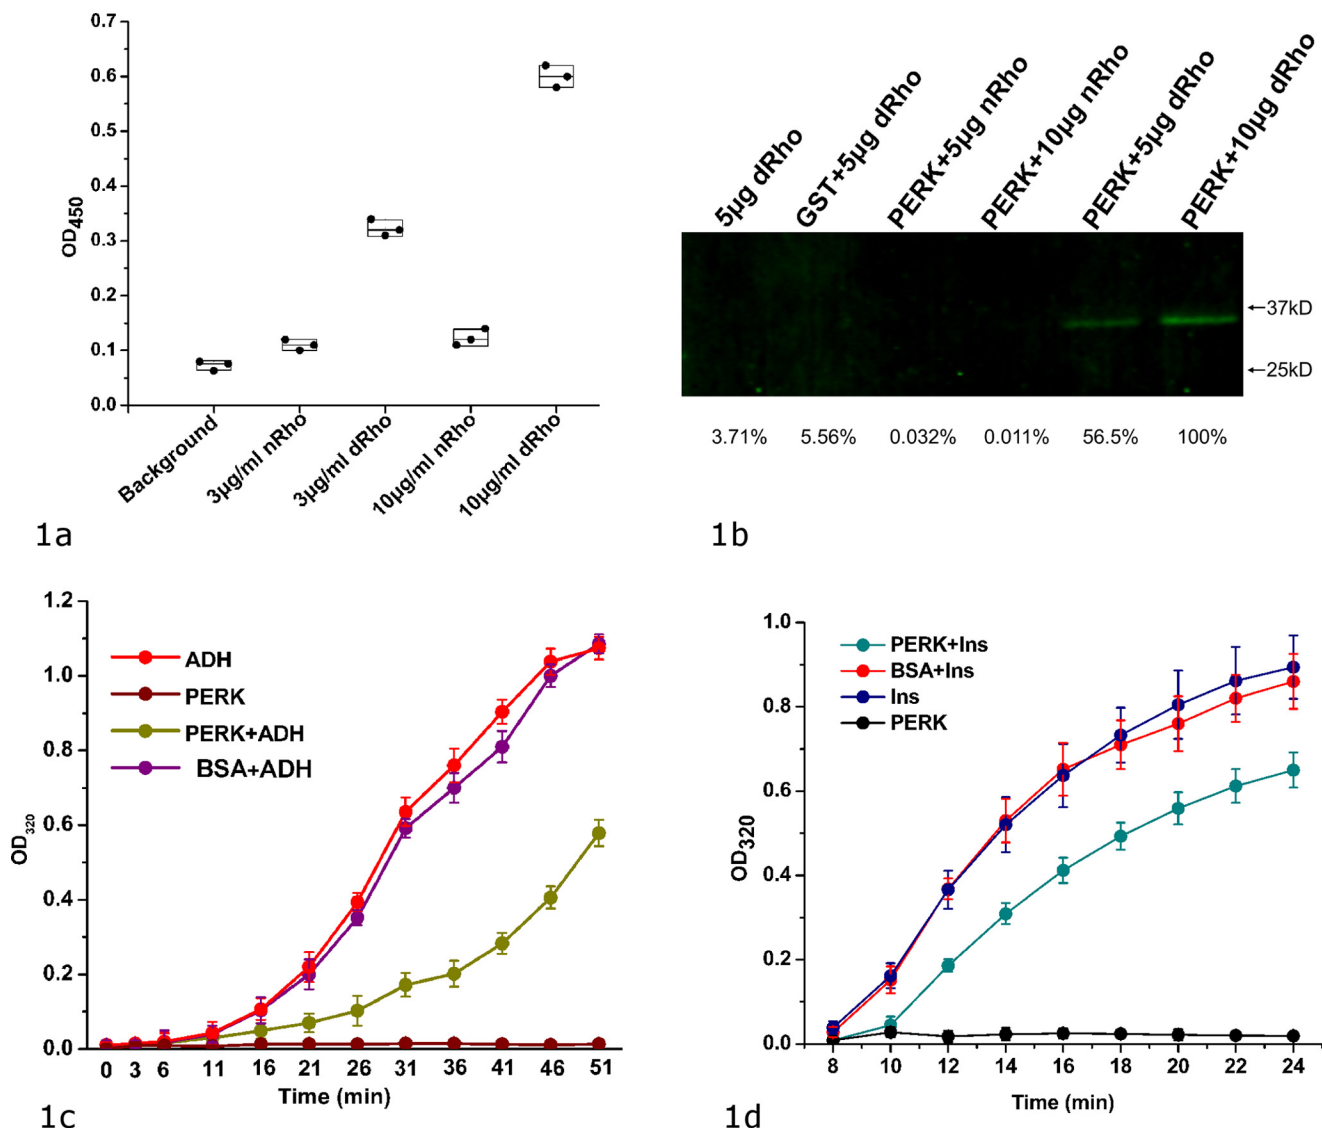 0.7
0.6
0.5
0.4
0.3
0.2
0.1
0.0
OD450
Background
3µg/ml nRho
3µg/ml dRho
10µg/ml nRho
10µg/ml dRho
1a
5µg dRho
GST+5µg dRho
PERK+5µg nRho
PERK+10µg nRho
PERK+5µg dRho
PERK+10µg dRho
←37kD
←25kD
3.71% 5.56% 0.032% 0.011% 56.5% 100%
1b
1.2
1.0
0.8
0.6
0.4
0.2
0.0
OD320
ADH
PERK
PERK+ADH
BSA+ADH
0 3 6 11 16 21 26 31 36 41 46 51
Time (min)
1c
1.0
0.8
0.6
0.4
0.2
0.0
OD320
PERK+Ins
BSA+Ins
Ins
PERK
8 10 12 14 16 18 20 22 24
Time (min)
1d